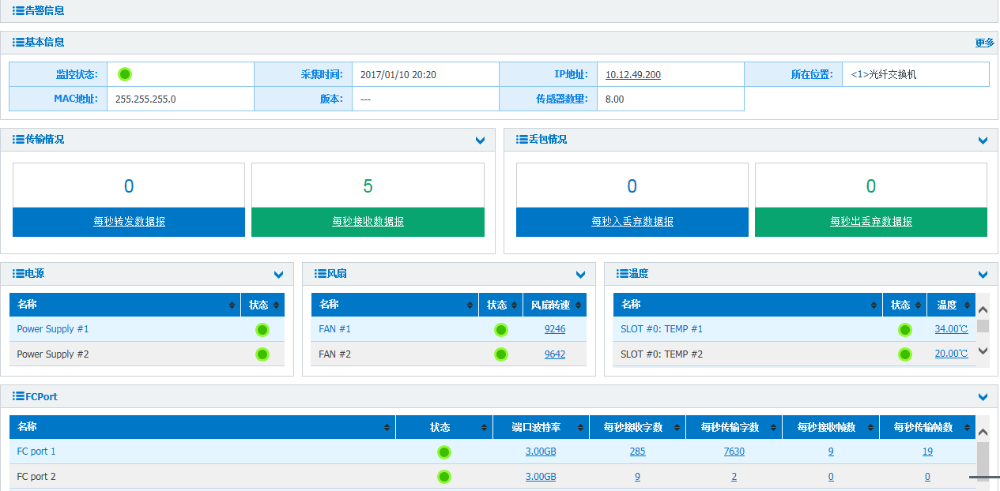 告警信息
基本信息 更多
监控状态: 采集时间: 2017/01/10 20:20 IP地址: 10.12.49.200 所在位置: <1>光纤交换机
MAC地址: 255.255.255.0 版本: --- 传感器数量: 8.00
传输情况 丢包情况
0 5 0 0
每秒转发数据报 每秒接收数据报 每秒入丢弃数据报 每秒出丢弃数据报
电源 风扇 温度
名称 状态 名称 状态 风扇转速 名称 状态 温度
Power Supply #1 FAN #1 9246 SLOT #0: TEMP #1 34.00℃
Power Supply #2 FAN #2 9642 SLOT #0: TEMP #2 20.00℃
FCPort
名称 状态 端口波特率 每秒接收字数 每秒传输字数 每秒接收帧数 每秒传输帧数
FC port 1 3.00GB 285 7630 9 19
FC port 2 3.00GB 9 2 0 0